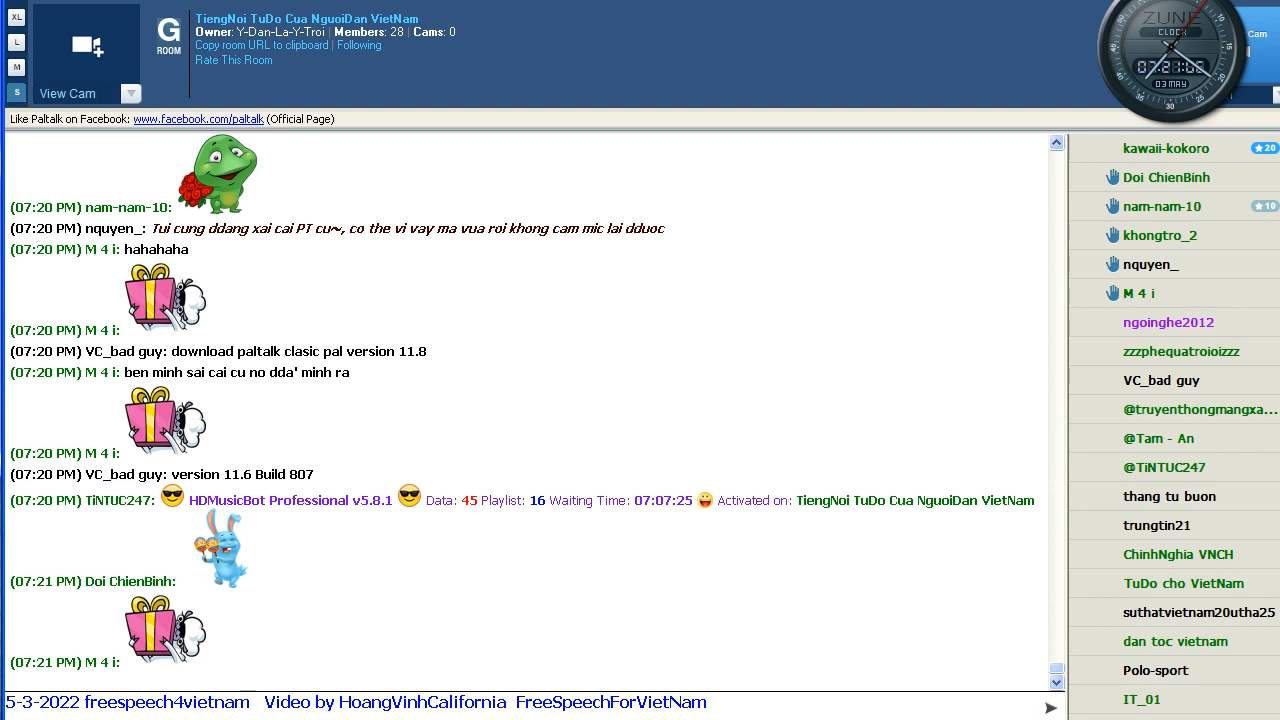 XL
L
M
S
View Cam
G
ROOM
TiengNoi TuDo Cua NguoiDan VietNam
Owner: Y-Dan-La-Y-Troi | Members: 28 | Cams: 0
Copy room URL to clipboard | Following
Rate This Room
ZUNE
CLOCK
03 MAY
Cam
Like Paltalk on Facebook: www.facebook.com/paltalk (Official Page)
(07:20 PM) nam-nam-10:
(07:20 PM) nquyen_: Tui cung ddang xai cai PT cu~, co the vi vay ma vua roi khong cam mic lai dduoc
(07:20 PM) M 4 i: hahahaha
(07:20 PM) M 4 i:
(07:20 PM) VC_bad guy: download paltalk clasic pal version 11.8
(07:20 PM) M 4 i: ben minh sai cai cu no dda' minh ra
(07:20 PM) M 4 i:
(07:20 PM) VC_bad guy: version 11.6 Build 807
(07:20 PM) TiNTUC247: HDMusicBot Professional v5.8.1 Data: 45 Playlist: 16 Waiting Time: 07:07:25 Activated on: TiengNoi TuDo Cua NguoiDan VietNam
(07:21 PM) Doi ChienBinh:
(07:21 PM) M 4 i:
kawaii-kokoro 20
Doi ChienBinh
nam-nam-10 10
khongtro_2
nquyen_
M 4 i
ngoinghe2012
zzzphequatroioizzz
VC_bad guy
@truyenthongmangxa...
@Tam - An
@TiNTUC247
thang tu buon
trungtin21
ChinhNghia VNCH
TuDo cho VietNam
suthatvietnam20utha25
dan toc vietnam
Polo-sport
IT_01
5-3-2022 freespeech4vietnam Video by HoangVinhCalifornia FreeSpeechForVietNam